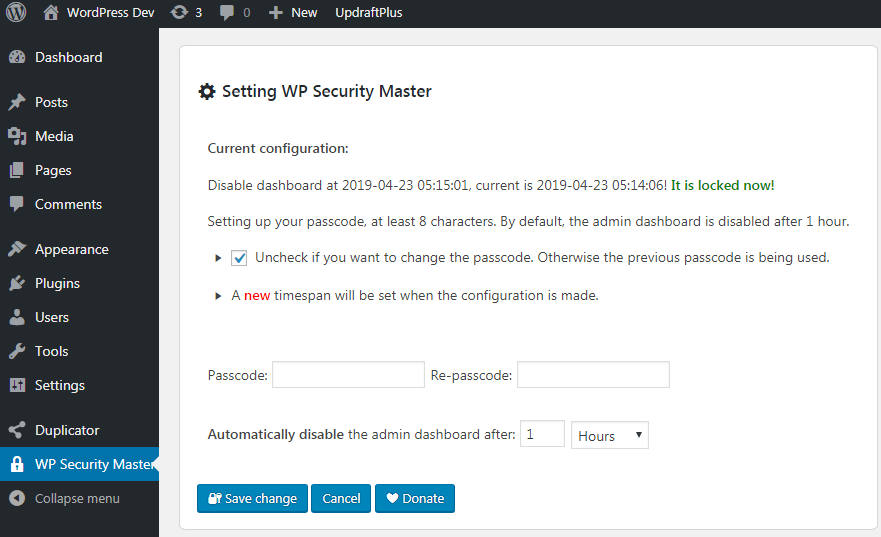 WordPress Dev 3 0 New UpdraftPlus
Dashboard
Posts
Media
Pages
Comments
Appearance
Plugins
Users
Tools
Settings
Duplicator
WP Security Master
Collapse menu
Setting WP Security Master
Current configuration:
Disable dashboard at 2019-04-23 05:15:01, current is 2019-04-23 05:14:06! It is locked now!
Setting up your passcode, at least 8 characters. By default, the admin dashboard is disabled after 1 hour.
Uncheck if you want to change the passcode. Otherwise the previous passcode is being used.
A new timespan will be set when the configuration is made.
Passcode: Re-passcode:
Automatically disable the admin dashboard after: 1 Hours
Save change Cancel Donate